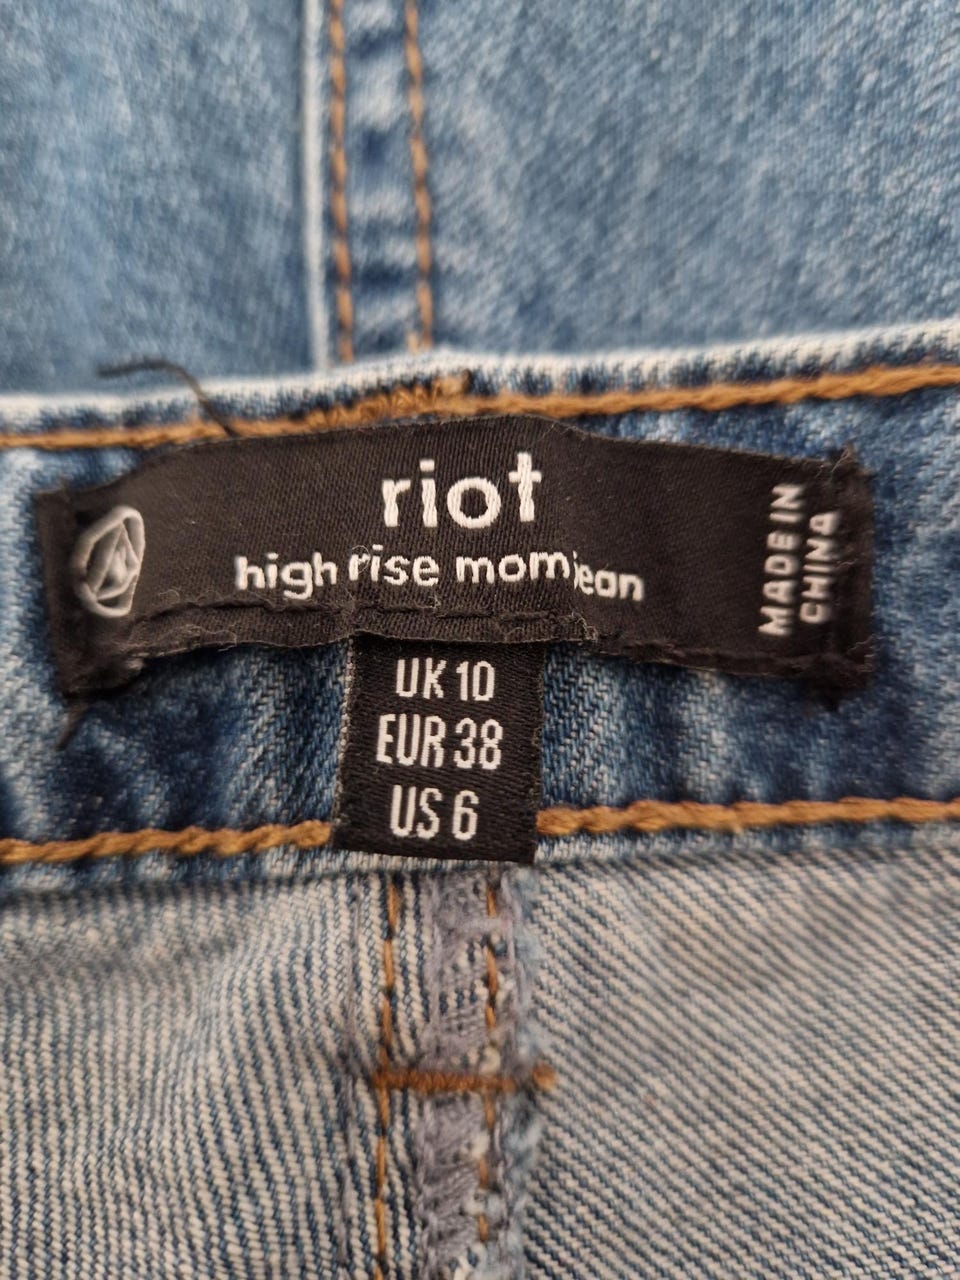 riot
high rise mom jean
MADE IN
CHINA
UK 10
EUR 38
US 6